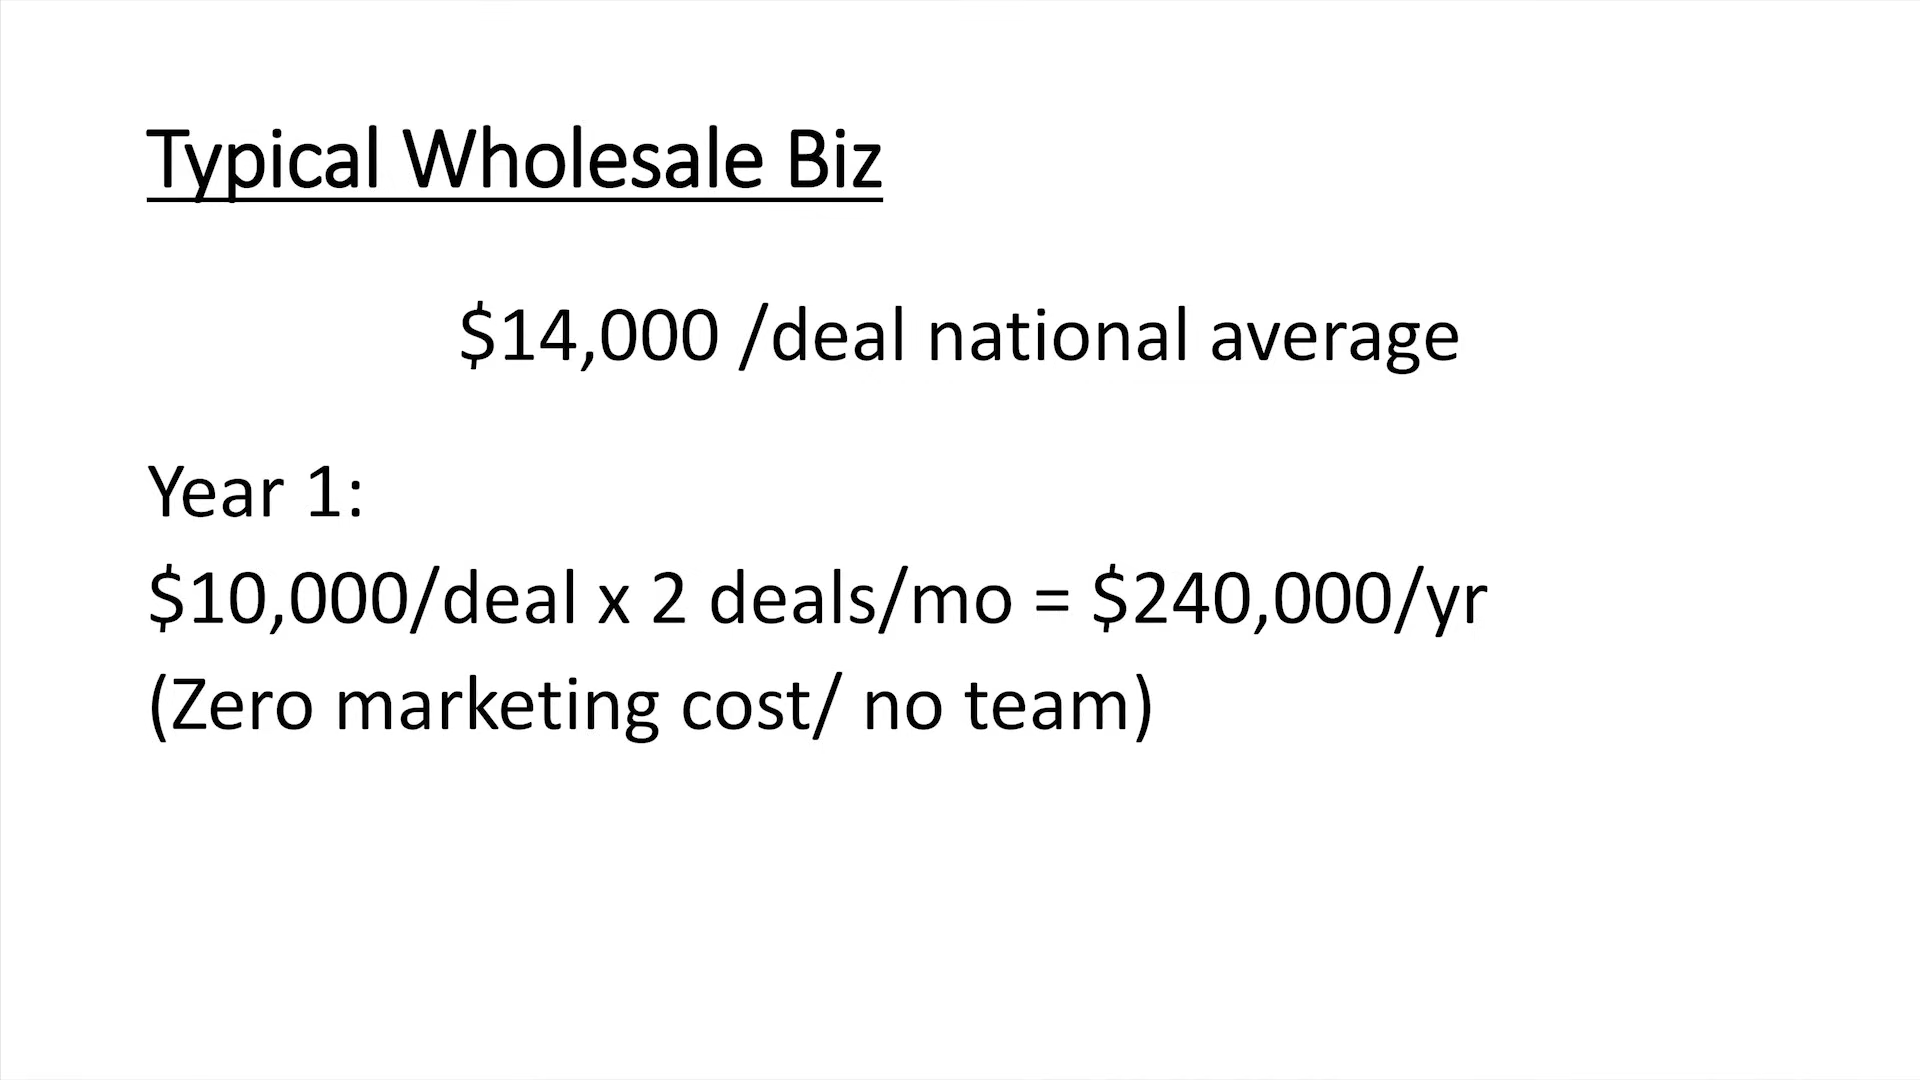 Typical Wholesale Biz
$14,000 /deal national average
Year 1:
$10,000/deal x 2 deals/mo = $240,000/yr
(Zero marketing cost/ no team)